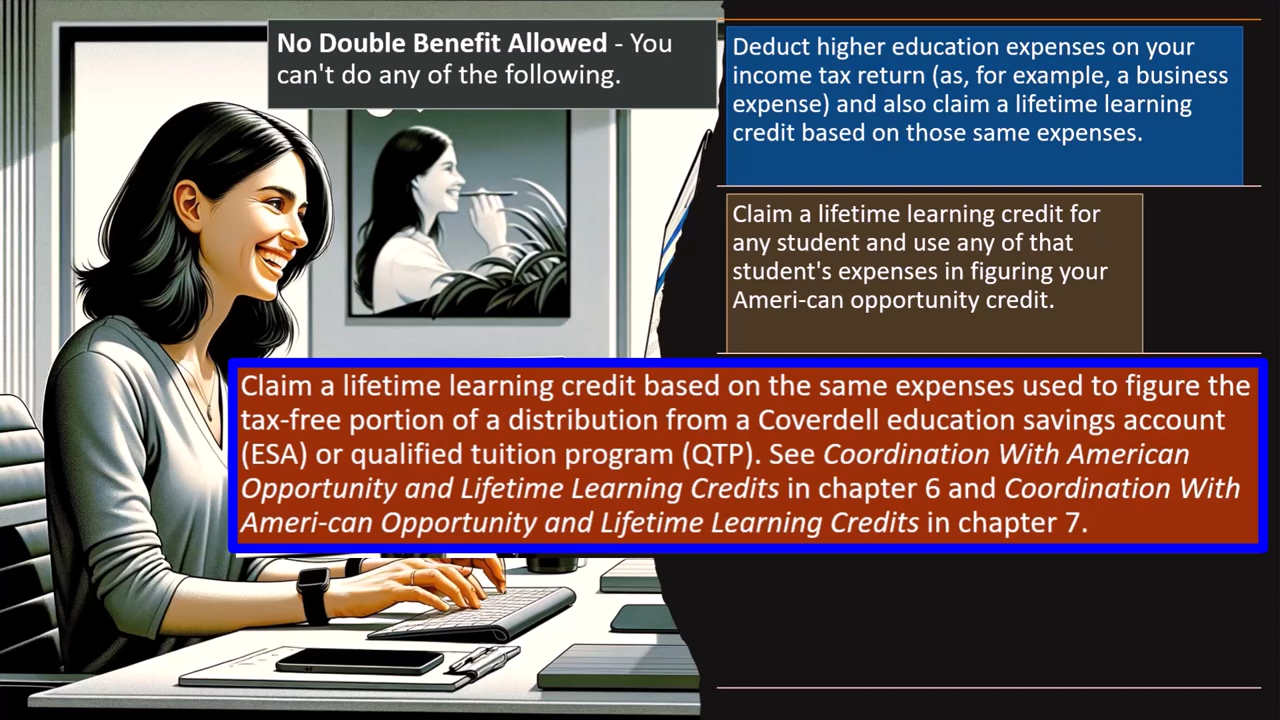 No Double Benefit Allowed - You
can't do any of the following.
Deduct higher education expenses on your
income tax return (as, for example, a business
expense) and also claim a lifetime learning
credit based on those same expenses.
Claim a lifetime learning credit for
any student and use any of that
student's expenses in figuring your
Ameri-can opportunity credit.
Claim a lifetime learning credit based on the same expenses used to figure the
tax-free portion of a distribution from a Coverdell education savings account
(ESA) or qualified tuition program (QTP). See Coordination With American
Opportunity and Lifetime Learning Credits in chapter 6 and Coordination With
Ameri-can Opportunity and Lifetime Learning Credits in chapter 7.